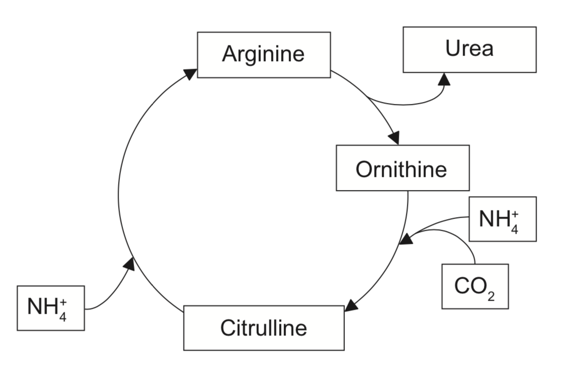 Arginine
Urea
Ornithine
NH₄⁺
CO₂
NH₄⁺
Citrulline